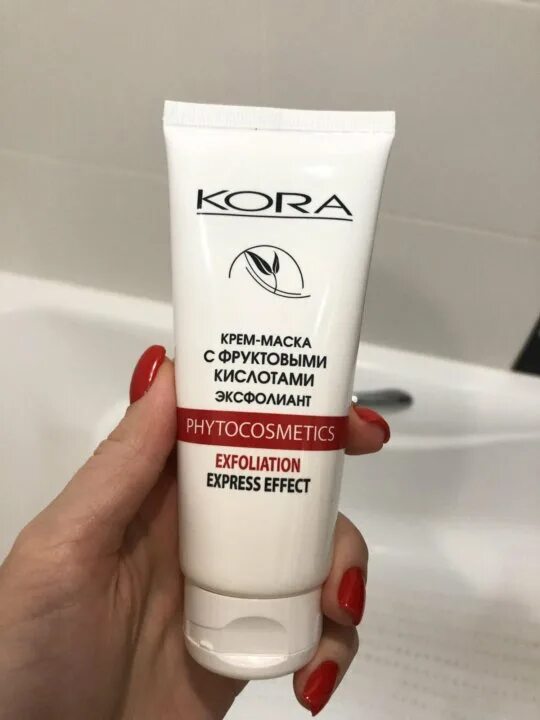 KORA
КРЕМ-МАСКА
С ФРУКТОВЫМИ
КИСЛОТАМИ
ЭКСФОЛИАНТ
PHYTOCOSMETICS
EXFOLIATION
EXPRESS EFFECT